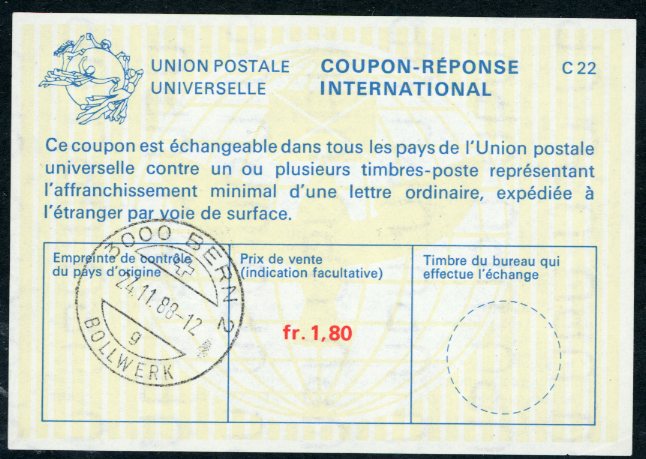 UNION POSTALE
UNIVERSELLE
COUPON-RÉPONSE
INTERNATIONAL
C 22
Ce coupon est échangeable dans tous les pays de l'Union postale
universelle contre un ou plusieurs timbres-poste représentant
l'affranchissement minimal d'une lettre ordinaire, expédiée à
l'étranger par voie de surface.
Empreinte de contrôle
du pays d'origine
Prix de vente
(indication facultative)
Timbre du bureau qui
effectue l'échange
3000 BERN 2
24.11.88-12
9
BOLLWERK
fr. 1,80